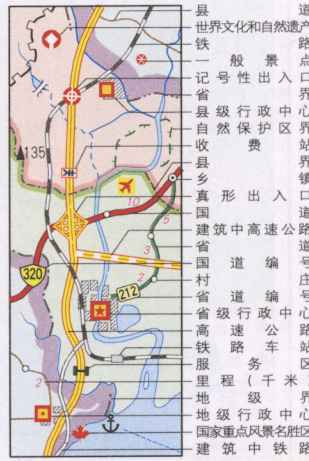 县道
世界文化和自然遗产
铁路
一般景点
记号性出入口
省界
县级行政中心
自然保护区界
收费站
县界
乡镇
真形出入口
国道
建筑中高速公路
省道
国道编号
村庄
省道编号
省级行政中心
高速公路
铁路车站
服务区
里程(千米
地级界
地级行政中心
国家重点风景名胜区
建筑中铁路
135
10
5
3
320
2
212
2